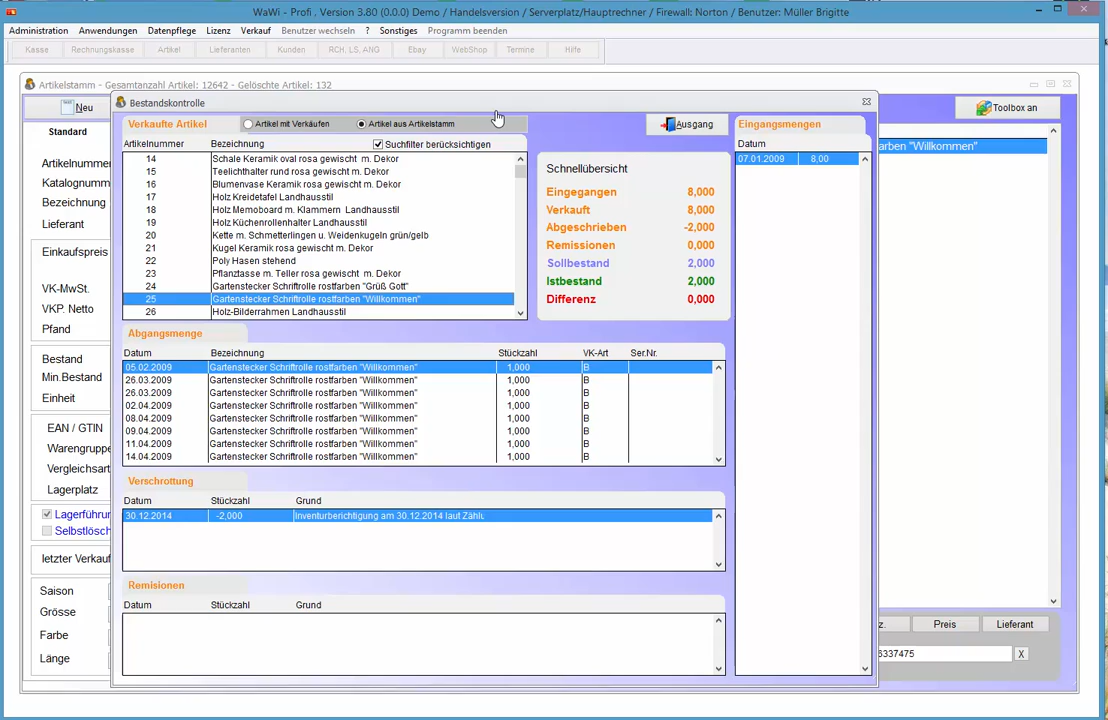 WaWi - Profi . Version 3.80 (0.0.0) Demo / Handelsversion / Serverplatz/Hauptrechner / Firewall: Norton / Benutzer: Müller Brigitte
Administration Anwendungen Datenpflege Lizenz Verkauf Benutzer wechseln ? Sonstiges Programm beenden
Kasse Rechnungskasse Artikel Lieferanten Kunden RCH. LS, ANG Ebay WebShop Termine Hilfe
Artikelstamm - Gesamtanzahl Artikel: 12642 - Gelöschte Artikel: 132
Neu
Toolbox an
Standard
Artikelnummer
Katalognumm
Bezeichnung
Lieferant
Einkaufspreis
VK-MwSt.
VKP. Netto
Pfand
Bestand
Min.Bestand
Einheit
EAN / GTIN
Warengruppe
Vergleichsart
Lagerplatz
Lagerführun
Selbstlösch
letzter Verkauf
Saison
Grösse
Farbe
Länge
Bestandskontrolle
Verkaufte Artikel
Artikel mit Verkäufen Artikel aus Artikelstamm
Ausgang
Artikelnummer Bezeichnung Suchfilter berücksichtigen
14 Schale Keramik oval rosa gewischt m. Dekor
15 Teelichthalter rund rosa gewischt m. Dekor
16 Blumenvase Keramik rosa gewischt m. Dekor
17 Holz Kreidetafel Landhausstil
18 Holz Memoboard m. Klammern Landhausstil
19 Holz Küchenrollenhalter Landhausstil
20 Kette m. Schmetterlingen u. Weidenkugeln grün/gelb
21 Kugel Keramik rosa gewischt m. Dekor
22 Poly Hasen stehend
23 Pflanztasse m. Teller rosa gewischt m. Dekor
24 Gartenstecker Schriftrolle rostfarben "Grüß Gott"
25 Gartenstecker Schriftrolle rostfarben "Willkommen"
26 Holz-Bilderrahmen Landhausstil
Schnellübersicht
Eingegangen 8,000
Verkauft 8,000
Abgeschrieben -2,000
Remissionen 0,000
Sollbestand 2,000
Istbestand 2,000
Differenz 0,000
Eingangsmengen
Datum
07.01.2009 8,00
Abgangsmenge
Datum Bezeichnung Stückzahl VK-Art Ser.Nr.
05.02.2009 Gartenstecker Schriftrolle rostfarben "Willkommen" 1,000 B
26.03.2009 Gartenstecker Schriftrolle rostfarben "Willkommen" 1,000 B
26.03.2009 Gartenstecker Schriftrolle rostfarben "Willkommen" 1,000 B
02.04.2009 Gartenstecker Schriftrolle rostfarben "Willkommen" 1,000 B
08.04.2009 Gartenstecker Schriftrolle rostfarben "Willkommen" 1,000 B
09.04.2009 Gartenstecker Schriftrolle rostfarben "Willkommen" 1,000 B
11.04.2009 Gartenstecker Schriftrolle rostfarben "Willkommen" 1,000 B
14.04.2009 Gartenstecker Schriftrolle rostfarben "Willkommen" 1,000 B
Verschrottung
Datum Stückzahl Grund
30.12.2014 -2,000 Inventurberichtigung am 30.12.2014 laut Zählu
Remisionen
Datum Stückzahl Grund
arben "Willkommen"
z. Preis Lieferant
6337475 X